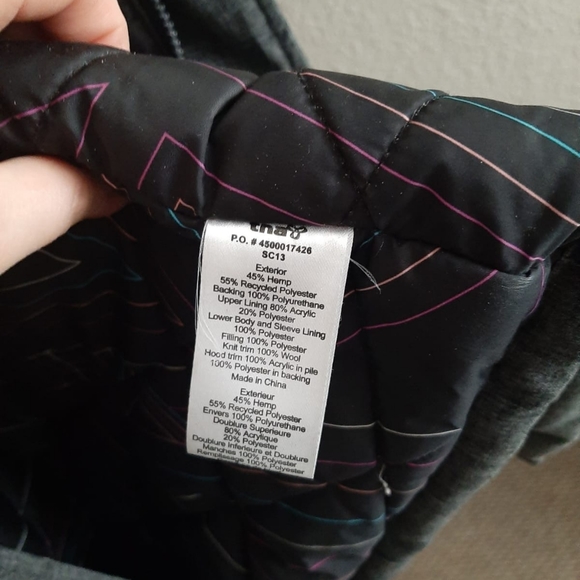 P.O. # 4500017426
SC13
Exterior
45% Hemp
55% Recycled Polyester
Backing 100% Polyurethane
Upper Lining 80% Acrylic
20% Polyester
Lower Body and Sleeve Lining
100% Polyester
Filling 100% Polyester
Knit trim 100% Wool
Hood trim 100% Acrylic in pile
100% Polyester in backing
Made in China
Exterieur
45% Hemp
55% Recycled Polyester
Envers 100% Polyurethane
Doublure Superieure
80% Acrylique
20% Polyester
Doublure Inferieure et Doublure
Manches 100% Polyester
Rempilssage 100% Polyester